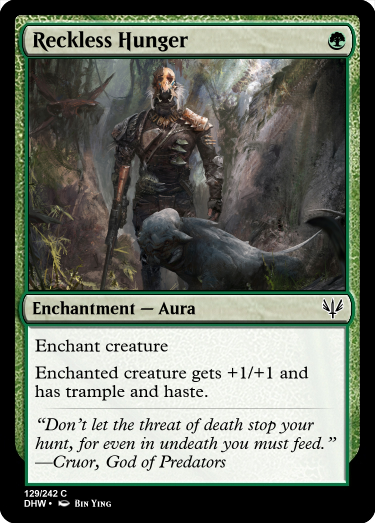 Reckless Hunger
Enchantment — Aura
Enchant creature
Enchanted creature gets +1/+1 and
has trample and haste.
“Don’t let the threat of death stop your
hunt, for even in undeath you must feed.”
—Cruor, God of Predators
129/242 C
DHW • Bin Ying